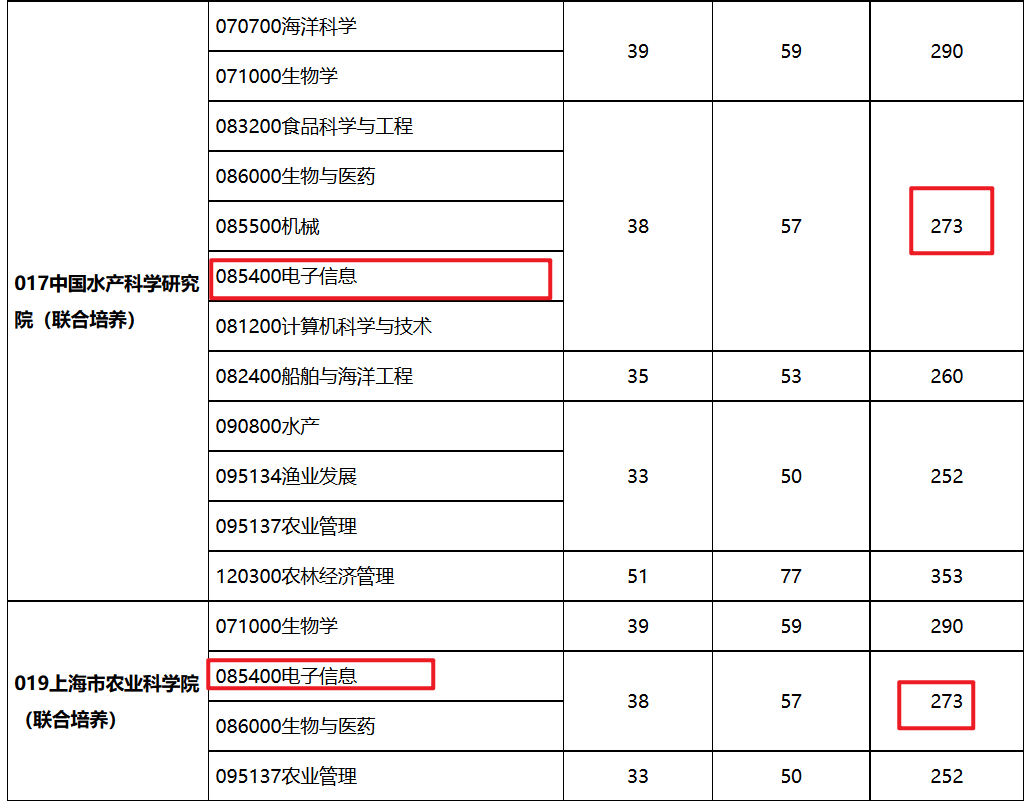 070700海洋科学
39 59 290
071000生物学
083200食品科学与工程
086000生物与医药
085500机械
38 57 273
085400电子信息
017中国水产科学研究
院（联合培养）
081200计算机科学与技术
082400船舶与海洋工程 35 53 260
090800水产
095134渔业发展 33 50 252
095137农业管理
120300农林经济管理 51 77 353
071000生物学 39 59 290
085400电子信息
019上海市农业科学院
（联合培养）
38 57 273
086000生物与医药
095137农业管理 33 50 252